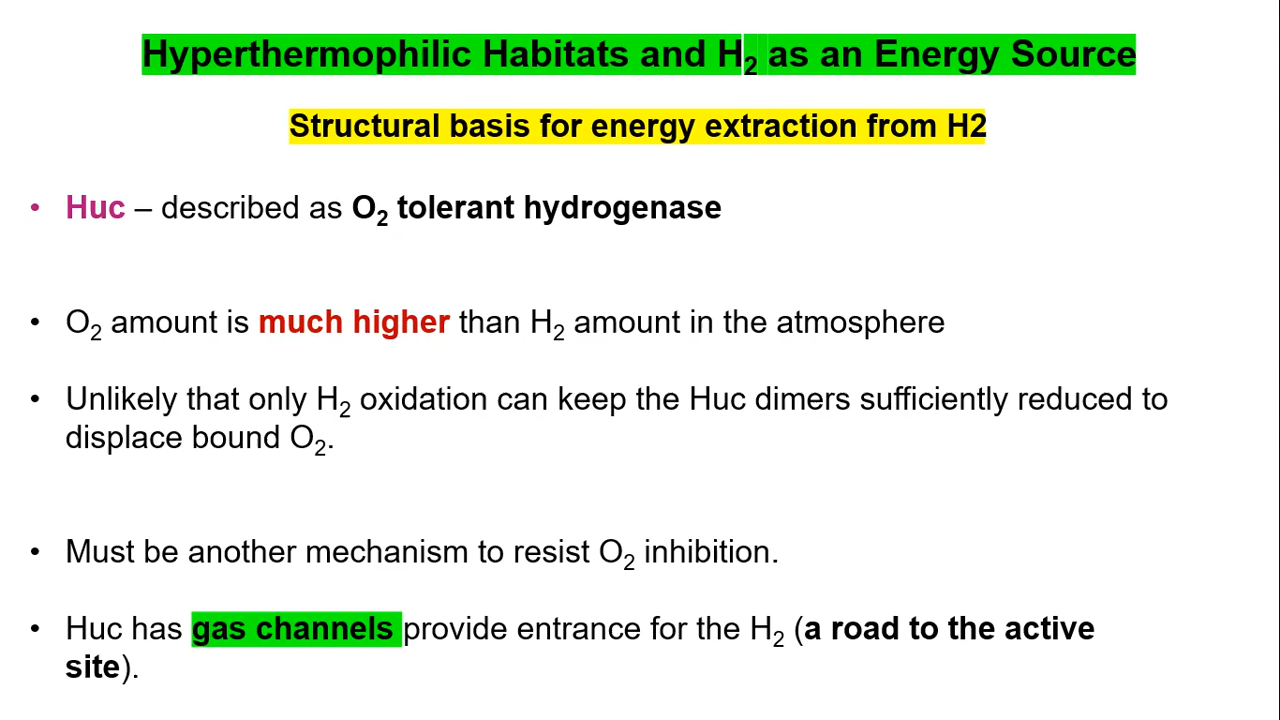 Hyperthermophilic Habitats and H₂ as an Energy Source
Structural basis for energy extraction from H2
• Huc – described as O₂ tolerant hydrogenase
• O₂ amount is much higher than H₂ amount in the atmosphere
• Unlikely that only H₂ oxidation can keep the Huc dimers sufficiently reduced to
displace bound O₂.
• Must be another mechanism to resist O₂ inhibition.
• Huc has gas channels provide entrance for the H₂ (a road to the active
site).